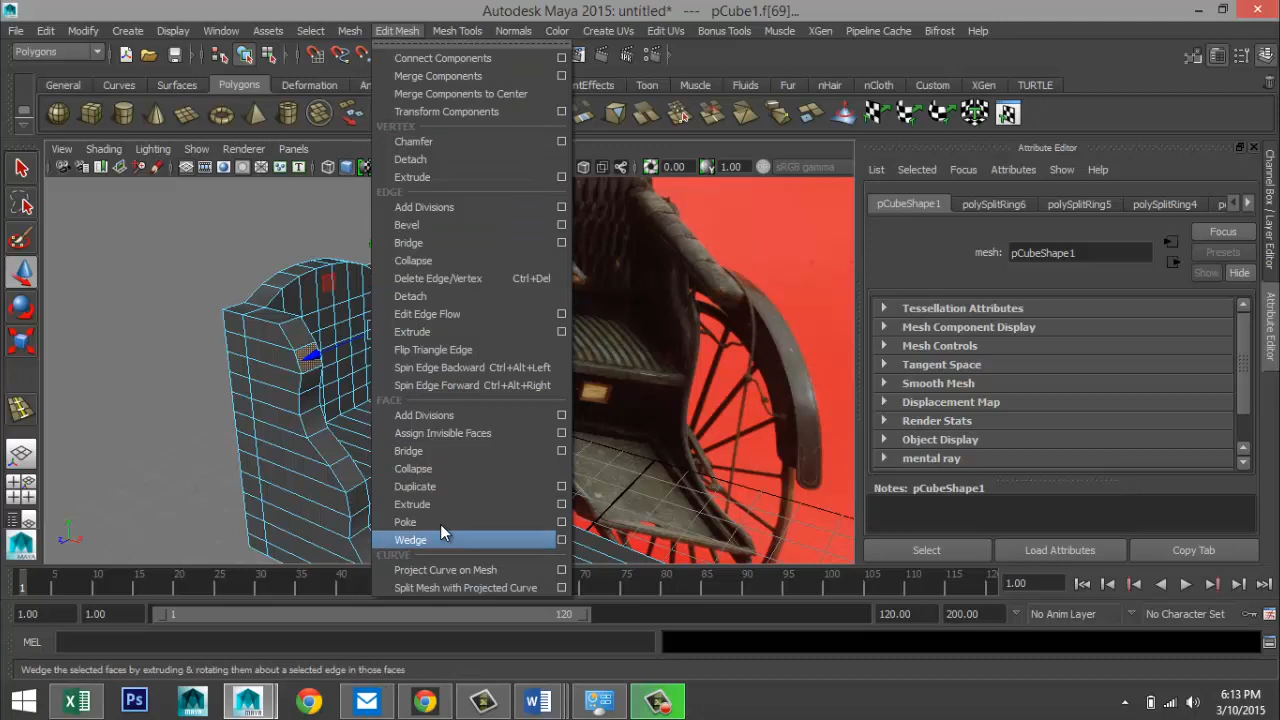 Autodesk Maya 2015: untitled*   ---   pCube1.f[69]...
File Edit Modify Create Display Window Assets Select Mesh Edit Mesh Mesh Tools Normals Color Create UVs Edit UVs Bonus Tools Muscle XGen Pipeline Cache Bifrost Help
Polygons
General Curves Surfaces Polygons Deformation Toon Muscle Fluids Fur nHair nCloth Custom XGen TURTLE
View Shading Lighting Show Renderer Panels
0.00 1.00 sRGB gamma
Connect Components
Merge Components
Merge Components to Center
Transform Components
VERTEX
Chamfer
Detach
Extrude
EDGE
Add Divisions
Bevel
Bridge
Collapse
Delete Edge/Vertex Ctrl+Del
Detach
Edit Edge Flow
Extrude
Flip Triangle Edge
Spin Edge Backward Ctrl+Alt+Left
Spin Edge Forward Ctrl+Alt+Right
FACE
Add Divisions
Assign Invisible Faces
Bridge
Collapse
Duplicate
Extrude
Poke
Wedge
CURVE
Project Curve on Mesh
Split Mesh with Projected Curve
Attribute Editor
List Selected Focus Attributes Show Help
pCubeShape1 polySplitRing6 polySplitRing5 polySplitRing4
Focus
mesh: pCubeShape1
Presets
Show Hide
Tessellation Attributes
Mesh Component Display
Mesh Controls
Tangent Space
Smooth Mesh
Displacement Map
Render Stats
Object Display
mental ray
Notes: pCubeShape1
Select Load Attributes Copy Tab
Channel Box / Layer Editor
Attribute Editor
5 10 15 20 25 30 35 40 65 70 75 80 85 90 95 100 105 110 115 120
1
1.00
1.00 1.00 1 120 120.00 200.00 No Anim Layer No Character Set
MEL
Wedge the selected faces by extruding & rotating them about a selected edge in those faces
6:13 PM
3/10/2015